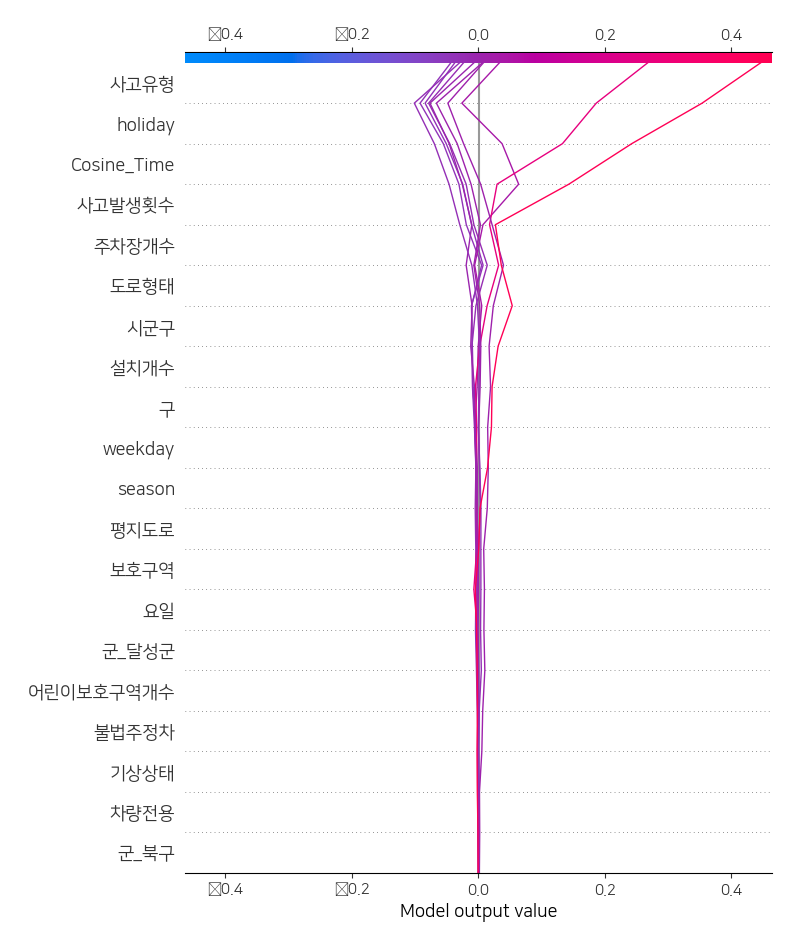 ☒0.4 ☒0.2 0.0 0.2 0.4
사고유형
holiday
Cosine_Time
사고발생횟수
주차장개수
도로형태
시군구
설치개수
구
weekday
season
평지도로
보호구역
요일
군_달성군
어린이보호구역개수
불법주정차
기상상태
차량전용
군_북구
☒0.4 ☒0.2 0.0 0.2 0.4
Model output value